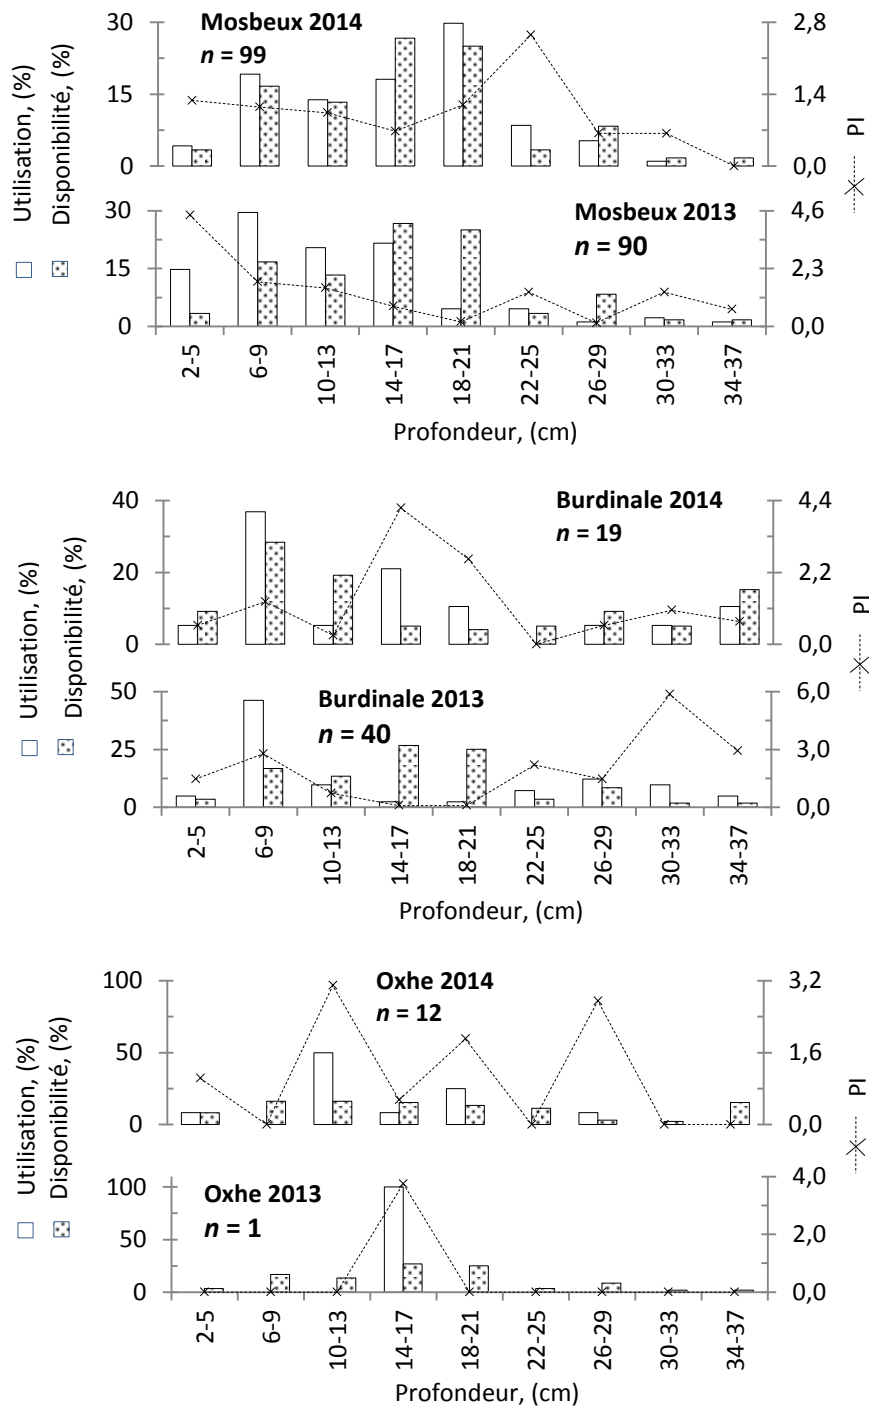 Mosbeux 2014
n = 99
30
15
0
2,8
1,4
0,0
Utilisation, (%)
Disponibilité, (%)
PI
Mosbeux 2013
n = 90
30
15
0
4,6
2,3
0,0
2-5 6-9 10-13 14-17 18-21 22-25 26-29 30-33 34-37
Profondeur, (cm)
Burdinale 2014
n = 19
40
20
0
4,4
2,2
0,0
Utilisation, (%)
Disponibilité, (%)
PI
Burdinale 2013
n = 40
50
25
0
6,0
3,0
0,0
2-5 6-9 10-13 14-17 18-21 22-25 26-29 30-33 34-37
Profondeur, (cm)
Oxhe 2014
n = 12
100
50
0
3,2
1,6
0,0
Utilisation, (%)
Disponibilité, (%)
PI
Oxhe 2013
n = 1
100
50
0
4,0
2,0
0,0
2-5 6-9 10-13 14-17 18-21 22-25 26-29 30-33 34-37
Profondeur, (cm)